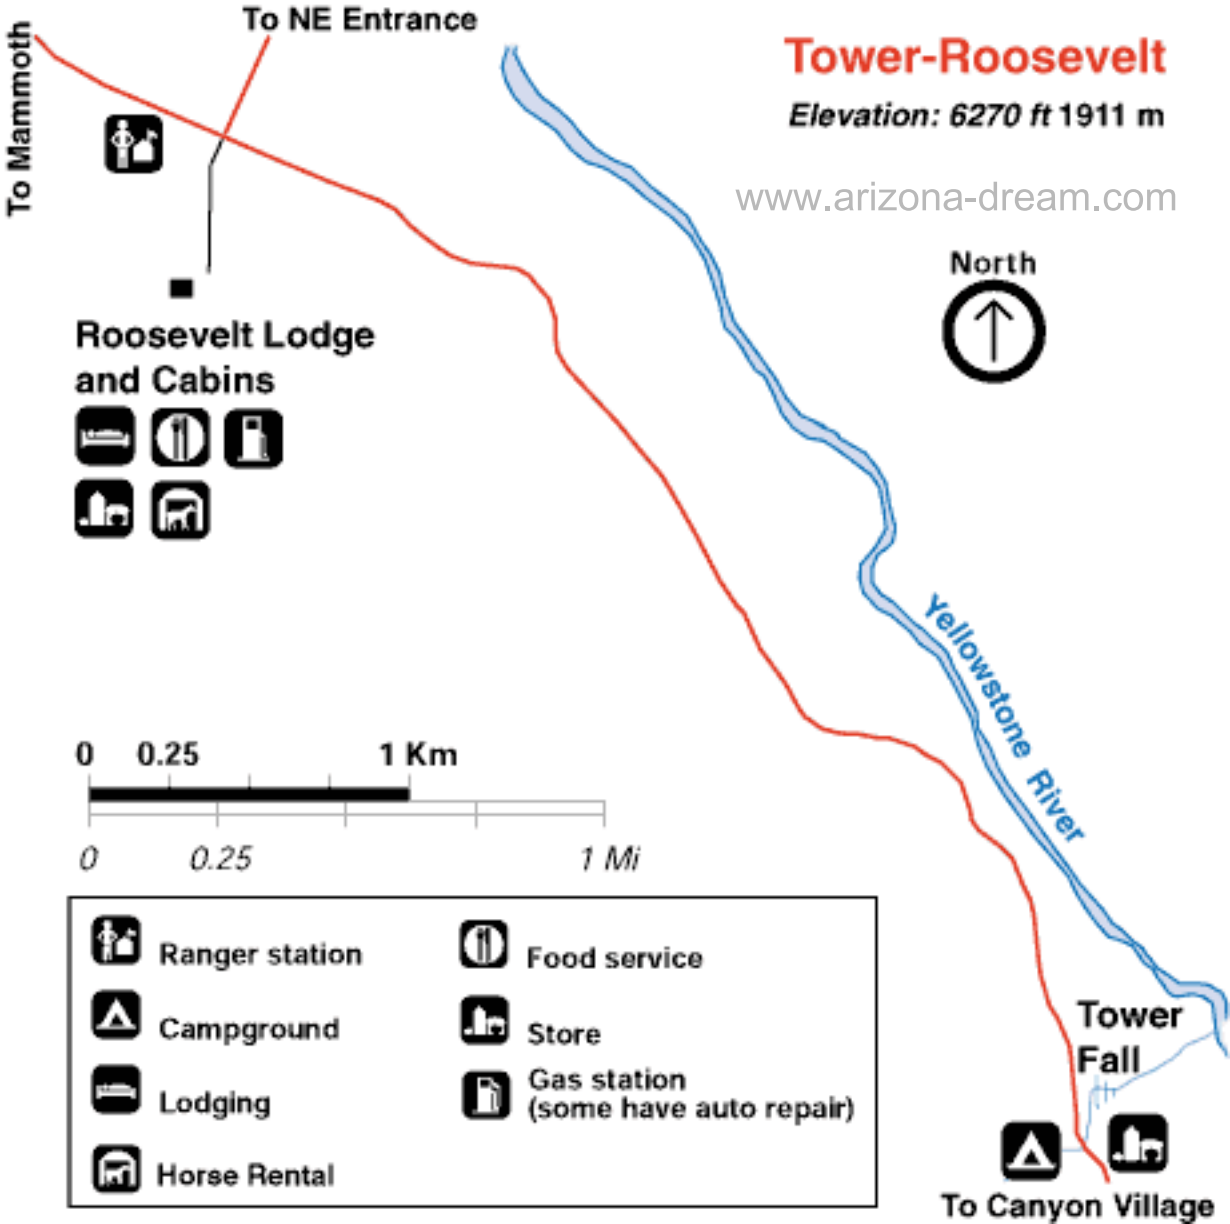 To NE Entrance
To Mammoth
Tower-Roosevelt
Elevation: 6270 ft 1911 m
www.arizona-dream.com
North
Roosevelt Lodge
and Cabins
Yellowstone River
0 0.25 1 Km
0 0.25 1 Mi
Ranger station
Campground
Lodging
Horse Rental
Food service
Store
Gas station
(some have auto repair)
Tower
Fall
To Canyon Village